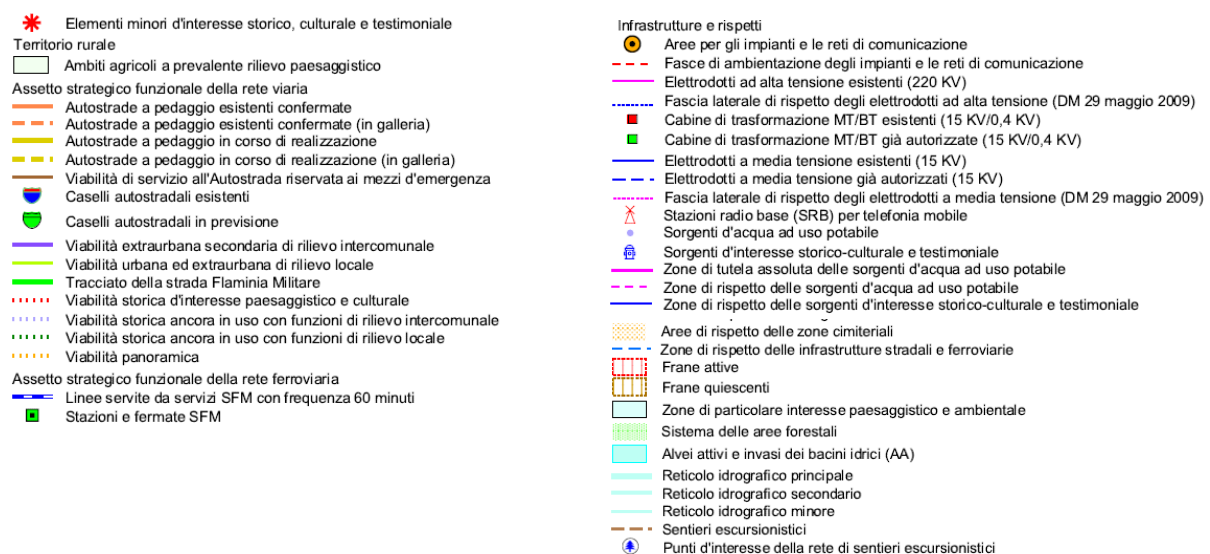 Elementi minori d'interesse storico, culturale e testimoniale
Territorio rurale
Ambiti agricoli a prevalente rilievo paesaggistico
Assetto strategico funzionale della rete viaria
Autostrade a pedaggio esistenti confermate
Autostrade a pedaggio esistenti confermate (in galleria)
Autostrade a pedaggio in corso di realizzazione
Autostrade a pedaggio in corso di realizzazione (in galleria)
Viabilità di servizio all'Autostrada riservata ai mezzi d'emergenza
Caselli autostradali esistenti
Caselli autostradali in previsione
Viabilità extraurbana secondaria di rilievo intercomunale
Viabilità urbana ed extraurbana di rilievo locale
Tracciato della strada Flaminia Militare
Viabilità storica d'interesse paesaggistico e culturale
Viabilità storica ancora in uso con funzioni di rilievo intercomunale
Viabilità storica ancora in uso con funzioni di rilievo locale
Viabilità panoramica
Assetto strategico funzionale della rete ferroviaria
Linee servite da servizi SFM con frequenza 60 minuti
Stazioni e fermate SFM
Infrastrutture e rispetti
Aree per gli impianti e le reti di comunicazione
Fasce di ambientazione degli impianti e le reti di comunicazione
Elettrodotti ad alta tensione esistenti (220 KV)
Fascia laterale di rispetto degli elettrodotti ad alta tensione (DM 29 maggio 2009)
Cabine di trasformazione MT/BT esistenti (15 KV/0,4 KV)
Cabine di trasformazione MT/BT già autorizzate (15 KV/0,4 KV)
Elettrodotti a media tensione esistenti (15 KV)
Elettrodotti a media tensione già autorizzati (15 KV)
Fascia laterale di rispetto degli elettrodotti a media tensione (DM 29 maggio 2009)
Stazioni radio base (SRB) per telefonia mobile
Sorgenti d'acqua ad uso potabile
Sorgenti d'interesse storico-culturale e testimoniale
Zone di tutela assoluta delle sorgenti d'acqua ad uso potabile
Zone di rispetto delle sorgenti d'acqua ad uso potabile
Zone di rispetto delle sorgenti d'interesse storico-culturale e testimoniale
Aree di rispetto delle zone cimiteriali
Zone di rispetto delle infrastrutture stradali e ferroviarie
Frane attive
Frane quiescenti
Zone di particolare interesse paesaggistico e ambientale
Sistema delle aree forestali
Alvei attivi e invasi dei bacini idrici (AA)
Reticolo idrografico principale
Reticolo idrografico secondario
Reticolo idrografico minore
Sentieri escursionistici
Punti d'interesse della rete di sentieri escursionistici